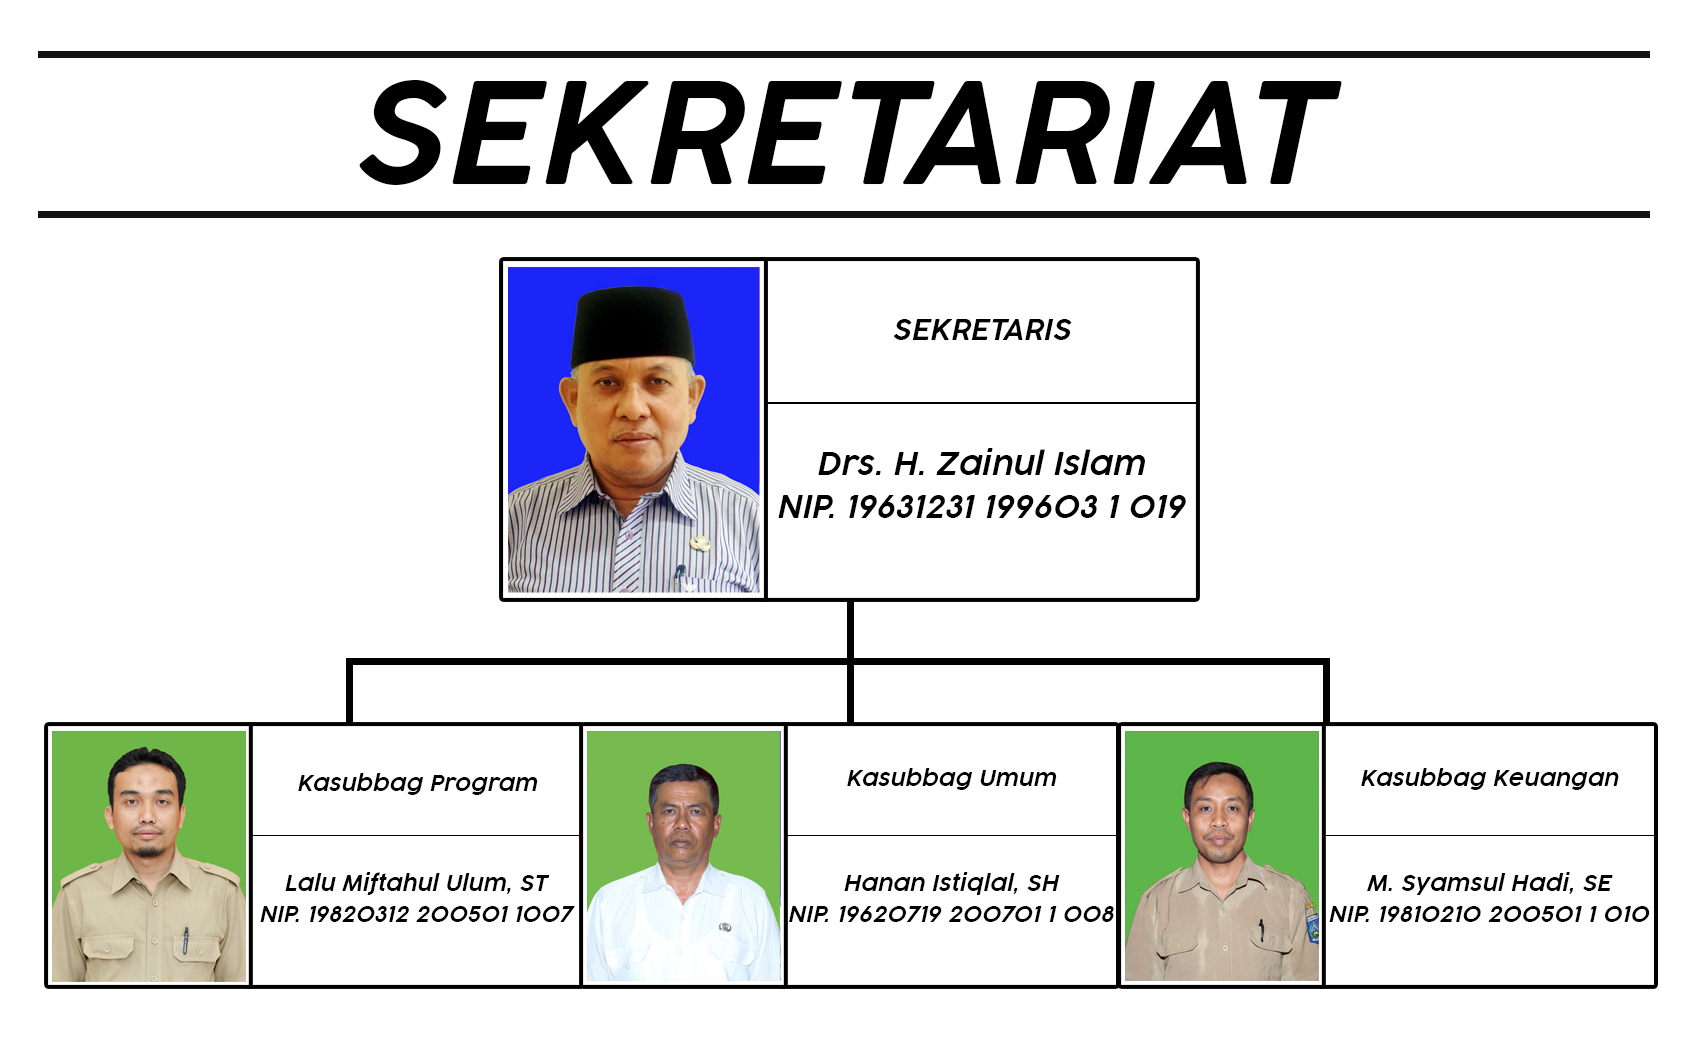 SEKRETARIAT
SEKRETARIS
Drs. H. Zainul Islam
NIP. 19631231 199603 1 019
Kasubbag Program
Lalu Miftahul Ulum, ST
NIP. 19820312 200501 1007
Kasubbag Umum
Hanan Istiqlal, SH
NIP. 19620719 200701 1 008
Kasubbag Keuangan
M. Syamsul Hadi, SE
NIP. 19810210 200501 1 010